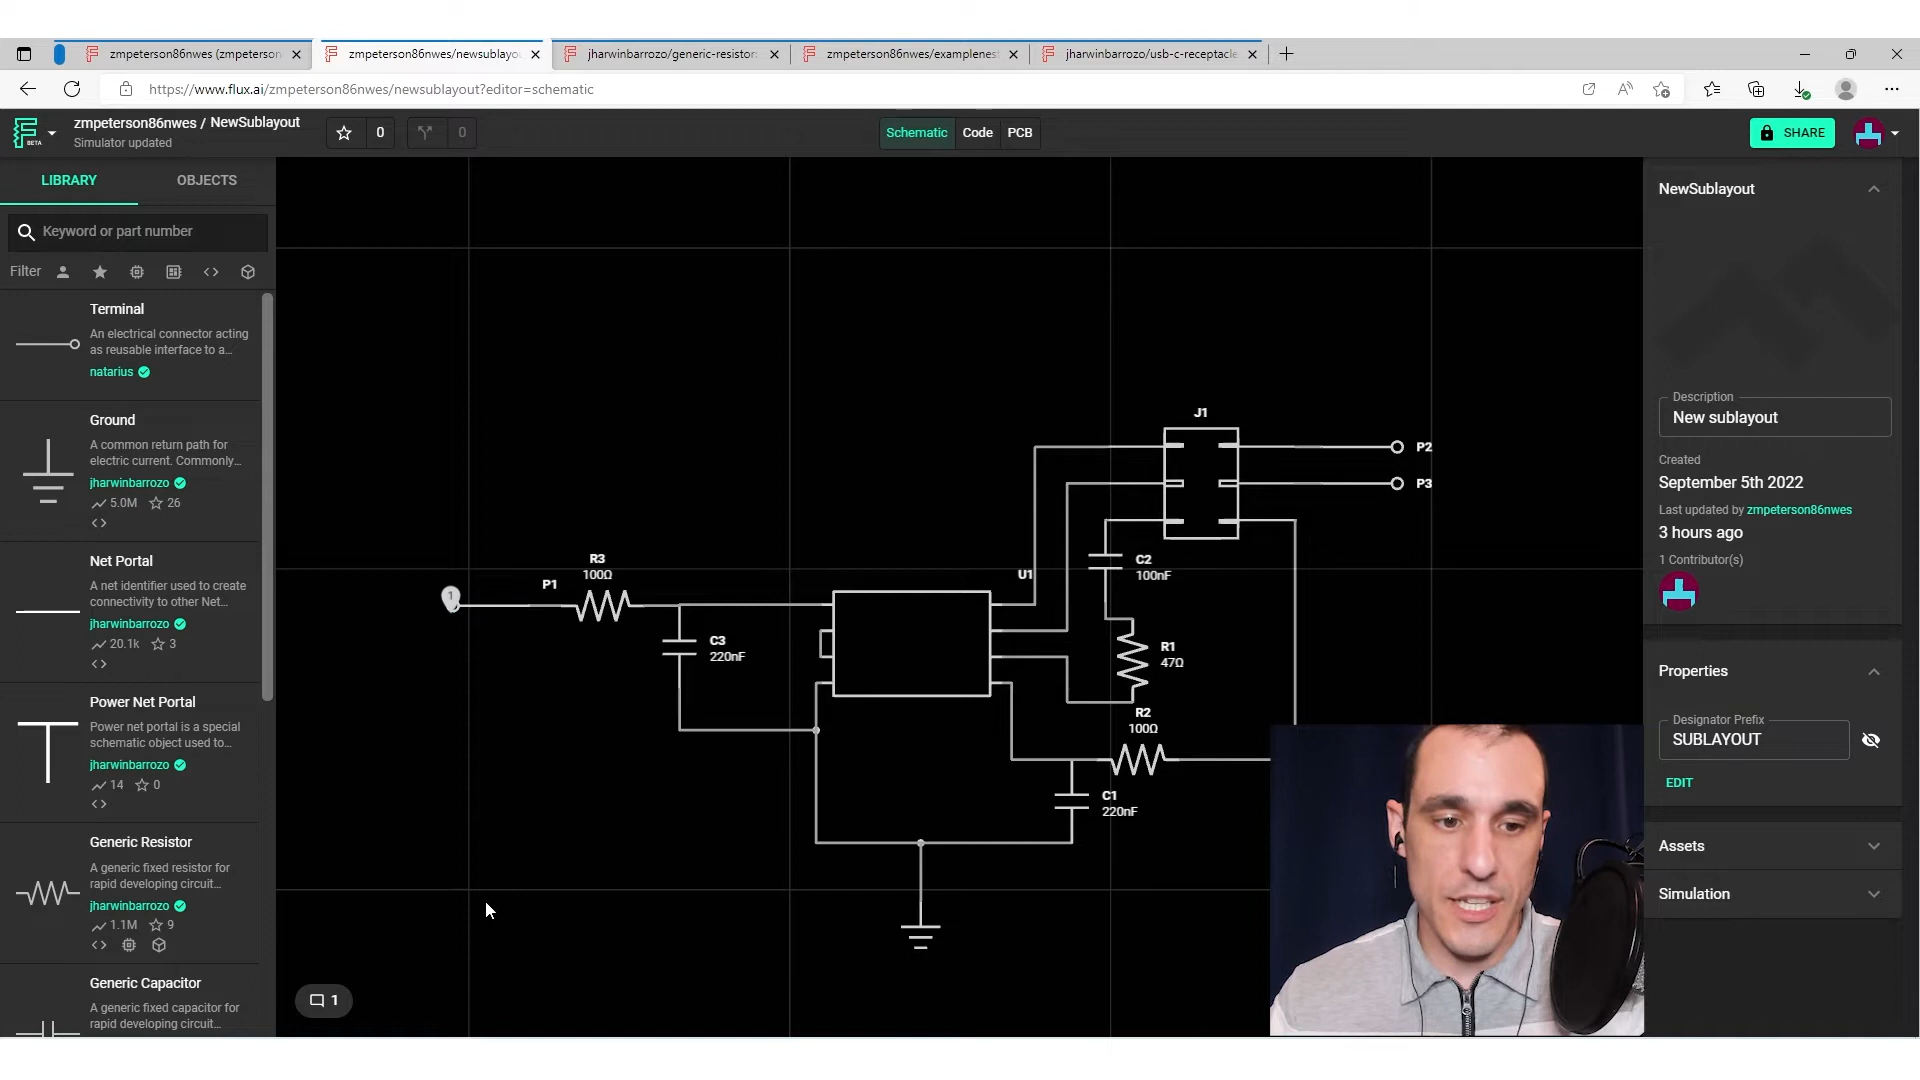 zmpeterson86nwes (zmpeterson
zmpeterson86nwes/newsublayou
jharwinbarrozo/generic-resistor:
zmpeterson86nwes/examplenest
jharwinbarrozo/usb-c-receptacle
https://www.flux.ai/zmpeterson86nwes/newsublayout?editor=schematic
BETA
zmpeterson86nwes / NewSublayout
Simulator updated
0
0
Schematic
Code
PCB
SHARE
LIBRARY
OBJECTS
Keyword or part number
Filter
Terminal
An electrical connector acting
as reusable interface to a...
natarius
Ground
A common return path for
electric current. Commonly...
jharwinbarrozo
5.0M
26
Net Portal
A net identifier used to create
connectivity to other Net...
jharwinbarrozo
20.1k
3
Power Net Portal
Power net portal is a special
schematic object used to...
jharwinbarrozo
14
0
Generic Resistor
A generic fixed resistor for
rapid developing circuit...
jharwinbarrozo
1.1M
9
Generic Capacitor
A generic fixed capacitor for
rapid developing circuit...
J1
P2
P3
C2
100nF
U1
R3
100Ω
P1
1
C3
220nF
R1
47Ω
R2
100Ω
C1
220nF
1
NewSublayout
Description
New sublayout
Created
September 5th 2022
Last updated by zmpeterson86nwes
3 hours ago
1 Contributor(s)
Properties
Designator Prefix
SUBLAYOUT
EDIT
Assets
Simulation